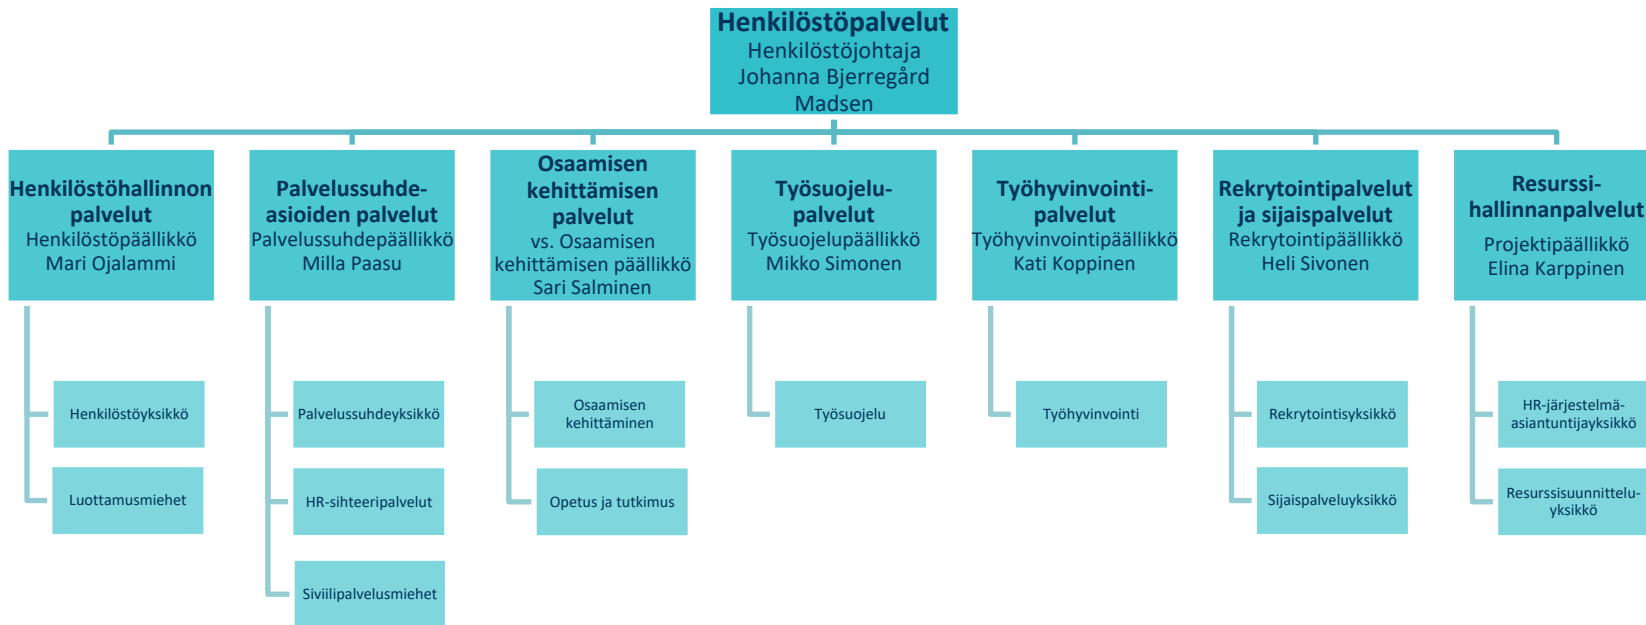 Henkilöstöpalvelut
Henkilöstöjohtaja
Johanna Bjerregård
Madsen
Henkilöstöhallinnon
palvelut
Henkilöstöpäällikkö
Mari Ojalammi
Palvelussuhde-
asioiden palvelut
Palvelussuhdepäällikkö
Milla Paasu
Osaamisen
kehittämisen
palvelut
vs. Osaamisen
kehittämisen päällikkö
Sari Salminen
Työsuojelu-
palvelut
Työsuojelupäällikkö
Mikko Simonen
Työhyvinvointi-
palvelut
Työhyvinvointipäällikkö
Kati Koppinen
Rekrytointipalvelut
ja sijaispalvelut
Rekrytointipäällikkö
Heli Sivonen
Resurssi-
hallinnanpalvelut
Projektipäällikkö
Elina Karppinen
Henkilöstöyksikkö
Luottamusmiehet
Palvelussuhdeyksikkö
HR-sihteeripalvelut
Siviilipalvelusmiehet
Osaamisen
kehittäminen
Opetus ja tutkimus
Työsuojelu
Työhyvinvointi
Rekrytointisyksikkö
Sijaispalveluyksikkö
HR-järjestelmä-
asiantuntijayksikkö
Resurssisuunnittelu-
yksikkö